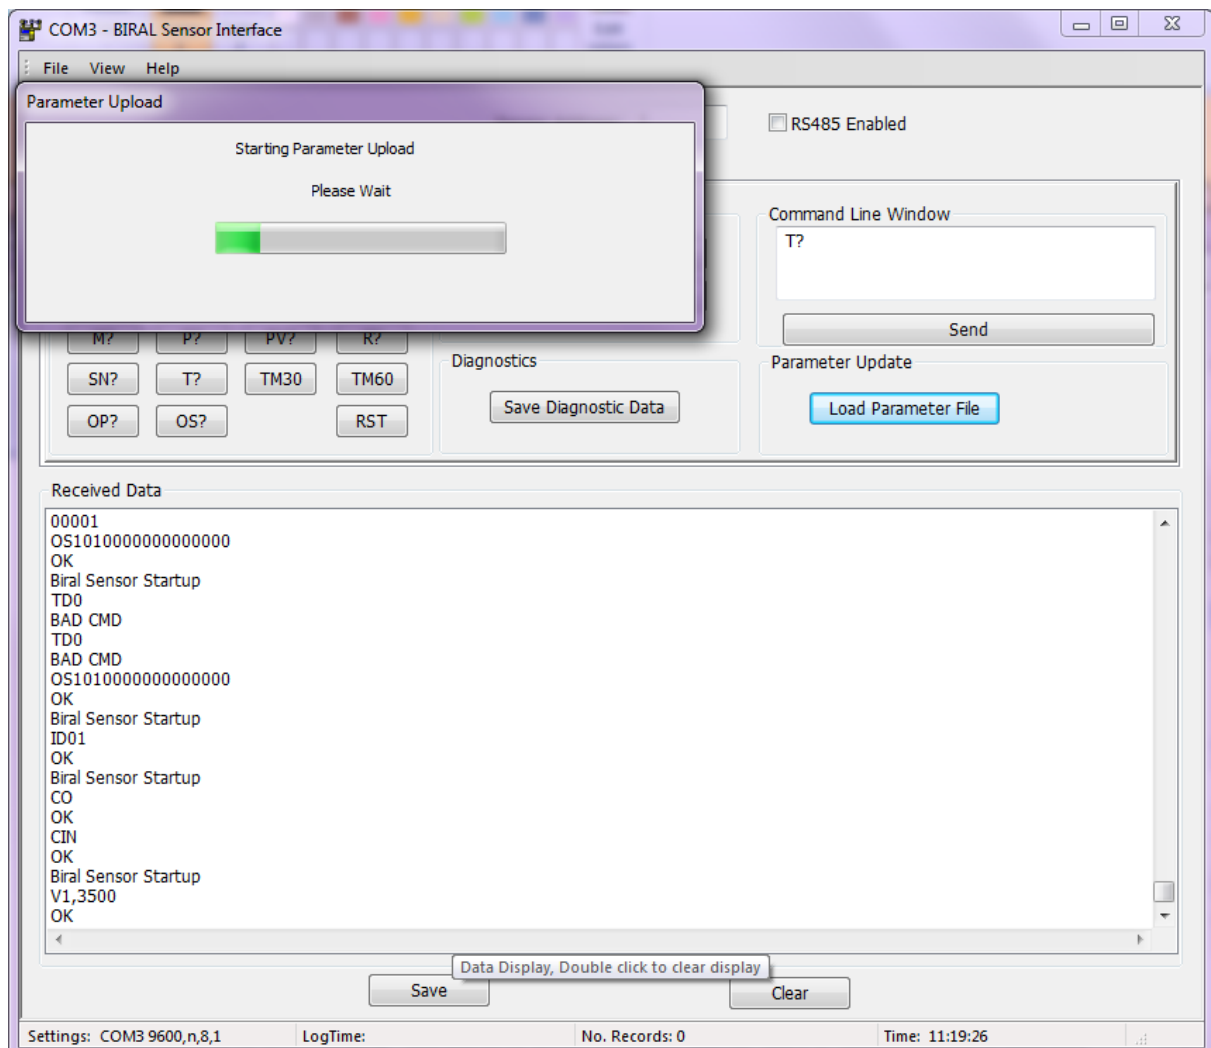 COM3 - BIRAL Sensor Interface
File View Help
Parameter Upload
Starting Parameter Upload
Please Wait
RS485 Enabled
Command Line Window
T?
Send
M? P? PV? R?
SN? T? TM30 TM60
OP? OS? RST
Diagnostics
Save Diagnostic Data
Parameter Update
Load Parameter File
Received Data
00001
OS1010000000000000
OK
Biral Sensor Startup
TD0
BAD CMD
TD0
BAD CMD
OS1010000000000000
OK
Biral Sensor Startup
ID01
OK
Biral Sensor Startup
CO
OK
CIN
OK
Biral Sensor Startup
V1,3500
OK
Data Display, Double click to clear display
Save Clear
Settings: COM3 9600,n,8,1 LogTime: No. Records: 0 Time: 11:19:26